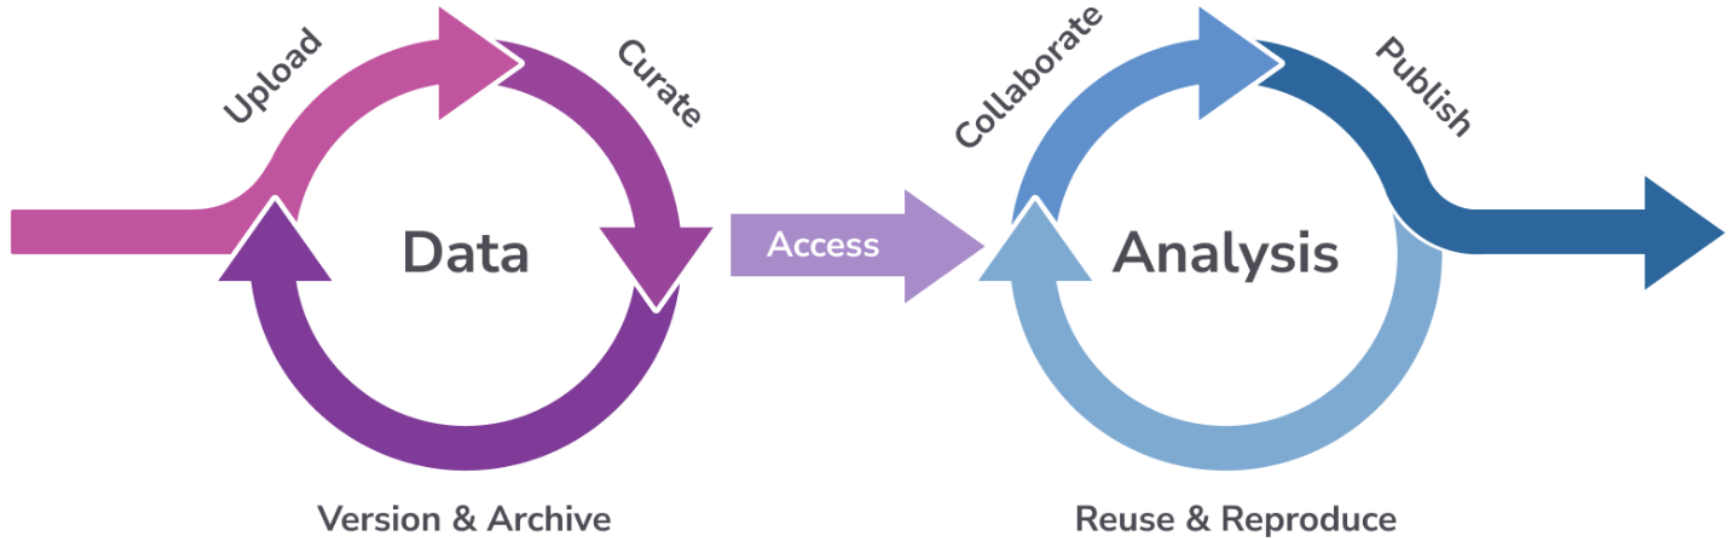 Upload
Curate
Data
Version & Archive
Access
Collaborate
Publish
Analysis
Reuse & Reproduce